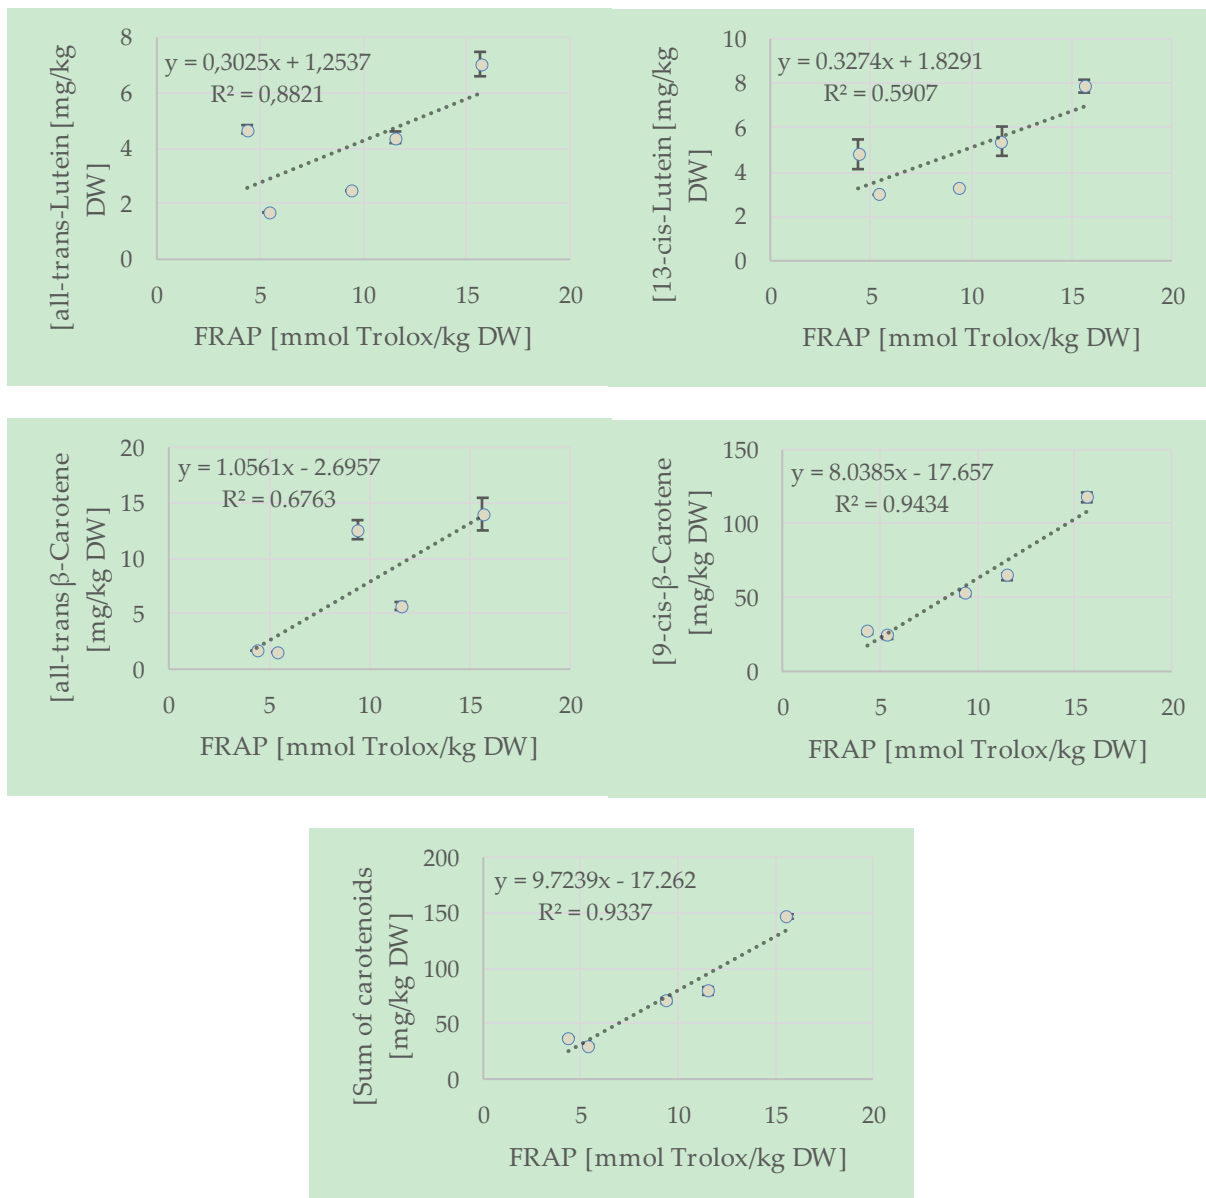 [all-trans-Lutein [mg/kg
DW]
8
6
4
2
0
y = 0,3025x + 1,2537
R² = 0,8821
0 5 10 15 20
FRAP [mmol Trolox/kg DW]
[13-cis-Lutein [mg/kg
DW]
10
8
6
4
2
0
y = 0.3274x + 1.8291
R² = 0.5907
0 5 10 15 20
FRAP [mmol Trolox/kg DW]
[all-trans β-Carotene
[mg/kg DW]
20
15
10
5
0
y = 1.0561x - 2.6957
R² = 0.6763
0 5 10 15 20
FRAP [mmol Trolox/kg DW]
[9-cis-β-Carotene
[mg/kg DW]
150
100
50
0
y = 8.0385x - 17.657
R² = 0.9434
0 5 10 15 20
FRAP [mmol Trolox/kg DW]
[Sum of carotenoids
[mg/kg DW]
200
150
100
50
0
y = 9.7239x - 17.262
R² = 0.9337
0 5 10 15 20
FRAP [mmol Trolox/kg DW]